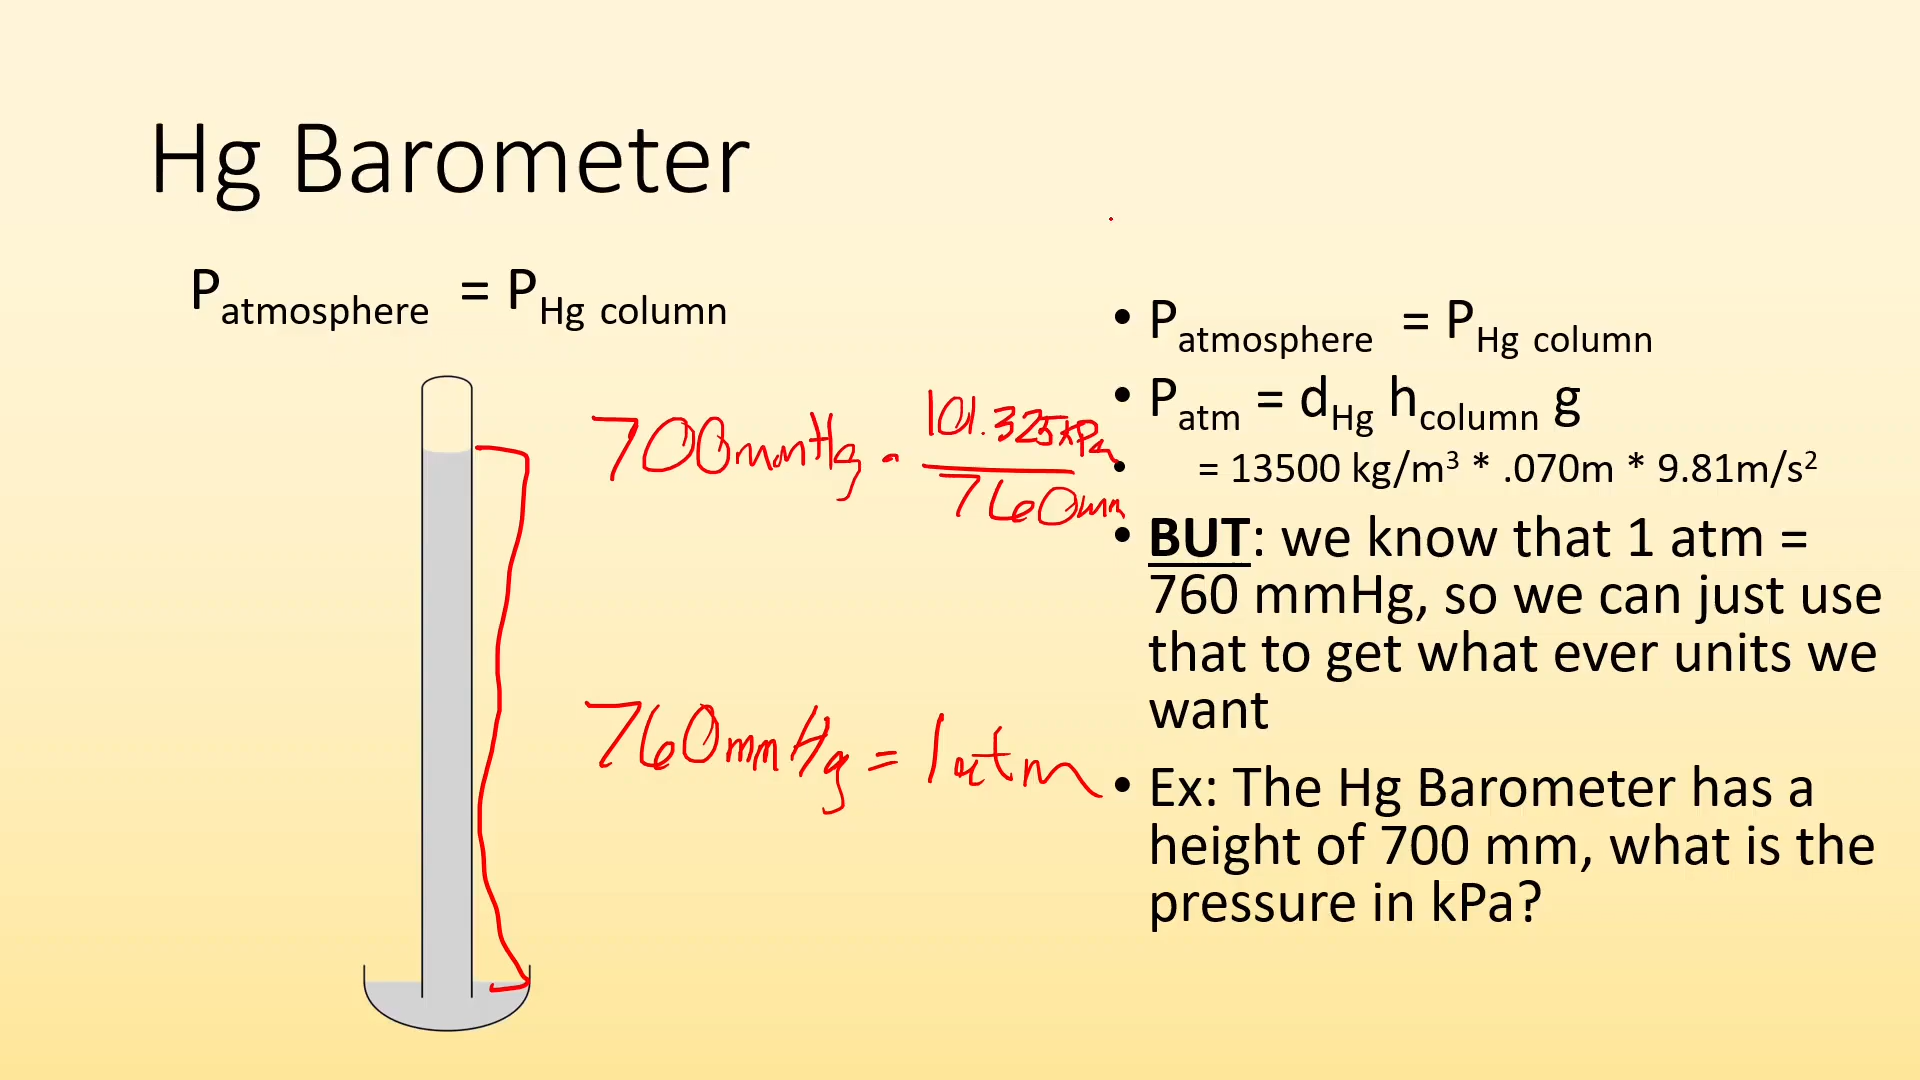 Hg Barometer
Patmosphere = PHg column
700mmHg · 101.325kPa
760mm
760mmHg = 1atm
• Patmosphere = PHg column
• Patm = dHg hcolumn g
• = 13500 kg/m³ * .070m * 9.81m/s²
• BUT: we know that 1 atm =
760 mmHg, so we can just use
that to get what ever units we
want
• Ex: The Hg Barometer has a
height of 700 mm, what is the
pressure in kPa?